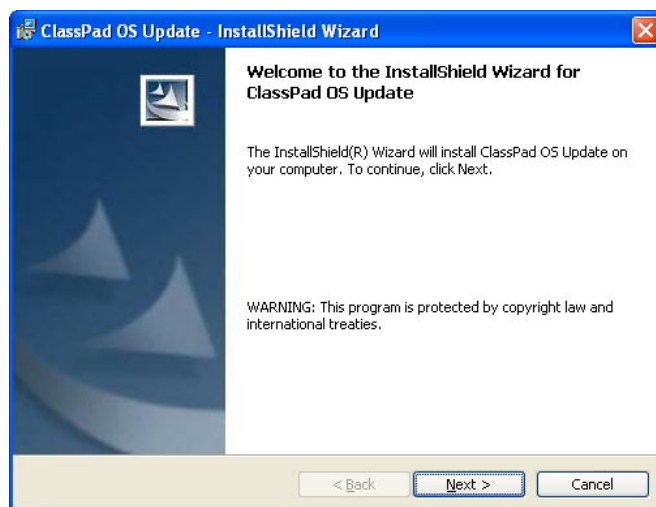 ClassPad OS Update - InstallShield Wizard
Welcome to the InstallShield Wizard for
ClassPad OS Update
The InstallShield(R) Wizard will install ClassPad OS Update on
your computer. To continue, click Next.
WARNING: This program is protected by copyright law and
international treaties.
< Back
Next >
Cancel